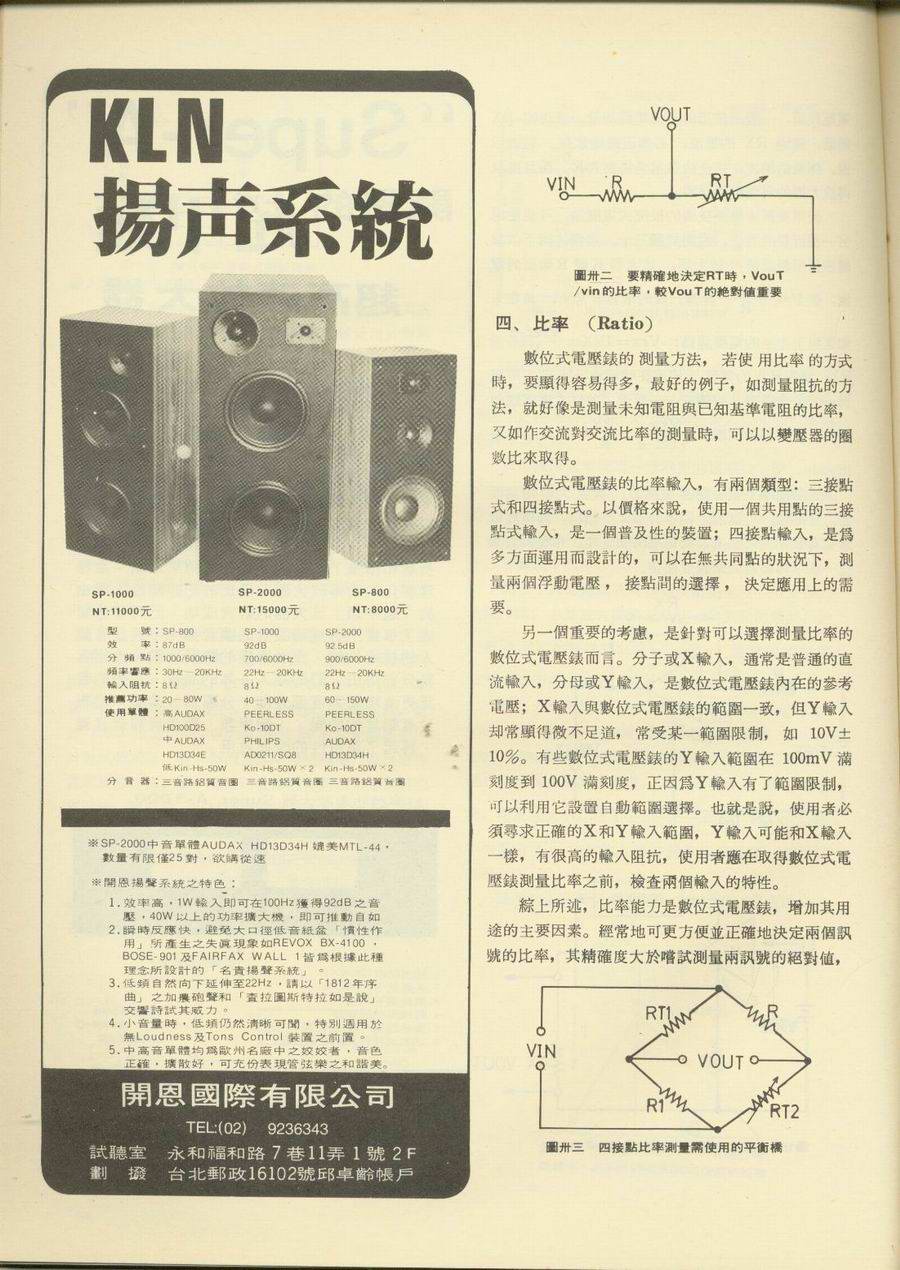 KLN
揚声系統
SP-1000
NT:11000元
SP-2000
NT:15000元
SP-800
NT:8000元
型 號：SP-800 SP-1000 SP-2000
效 率：87dB 92dB 92.5dB
分 頻 點：1000/6000Hz 700/6000Hz 900/6000Hz
頻率響應：30Hz—20KHz 22Hz—20KHz 22Hz—20KHz
輸入阻抗：8Ω 8Ω 8Ω
推薦功率：20—80W 40—100W 60—150W
使用單體：高AUDAX PEERLESS PEERLESS
HD100D25 Ko-10DT Ko-10DT
中AUDAX PHILIPS AUDAX
HD13D34E AD0211/SQ8 HD13D34H
低Kin-Hs-50W Kin-Hs-50W×2 Kin-Hs-50W×2
分 音 器：三音路鋁質音圈 三音路鋁質音圈 三音路鋁質音圈
※SP-2000中音單體AUDAX HD13D34H 媲美MTL-44，
數量有限僅25對，欲購從速
※開恩揚聲系統之特色：
1.效率高，1W輸入即可在100Hz獲得92dB之音
壓，40W以上的功率擴大機，即可推動自如
2.瞬時反應快，避免大口徑低音紙盆「慣性作
用」所產生之失眞現象如REVOX BX-4100，
BOSE-901及FAIRFAX WALL 1皆爲根據此種
理念所設計的「名貴揚聲系統」。
3.低頻自然向下延伸至22Hz，請以「1812年序
曲」之加農砲聲和「査拉圖斯特拉如是說」
交響詩試其威力。
4.小音量時，低頻仍然淸晰可聞，特別適用於
無Loudness及Tons Control裝置之前置。
5.中高音單體均爲歐州名廠中之姣姣者，音色
正確，擴散好，可充份表現管弦樂之和諧美。
開恩國際有限公司
TEL:(02) 9236343
試聽室 永和福和路7巷11弄1號2F
劃 撥 台北郵政16102號邱卓齡帳戶
VOUT
VIN R RT
圖卅二 要精確地決定RT時，VouT
/vin的比率，較VouT的絶對値重要
四、比率 （Ratio）
數位式電壓錶的測量方法，若使用比率的方式
時，要顯得容易得多，最好的例子，如測量阻抗的方
法，就好像是測量未知電阻與已知基準電阻的比率，
又如作交流對交流比率的測量時，可以以變壓器的圈
數比來取得。
數位式電壓錶的比率輸入，有兩個類型：三接點
式和四接點式。以價格來說，使用一個共用點的三接
點式輸入，是一個普及性的裝置；四接點輸入，是爲
多方面運用而設計的，可以在無共同點的狀況下，測
量兩個浮動電壓，接點間的選擇，決定應用上的需
要。
另一個重要的考慮，是針對可以選擇測量比率的
數位式電壓錶而言。分子或X輸入，通常是普通的直
流輸入，分母或Y輸入，是數位式電壓錶內在的參考
電壓；X輸入與數位式電壓錶的範圍一致，但Y輸入
却常顯得微不足道，常受某一範圍限制，如 10V±
10%。有些數位式電壓錶的Y輸入範圍在 100mV 滿
刻度到 100V 滿刻度，正因爲Y輸入有了範圍限制，
可以利用它設置自動範圍選擇。也就是說，使用者必
須尋求正確的X和Y輸入範圍，Y輸入可能和X輸入
一樣，有很高的輸入阻抗，使用者應在取得數位式電
壓錶測量比率之前，檢查兩個輸入的特性。
綜上所述，比率能力是數位式電壓錶，增加其用
途的主要因素。經常地可更方便並正確地決定兩個訊
號的比率，其精確度大於嚐試測量兩訊號的絕對値，
RT1 R
VIN VOUT
R1 RT2
圖卅三 四接點比率測量需使用的平衡橋